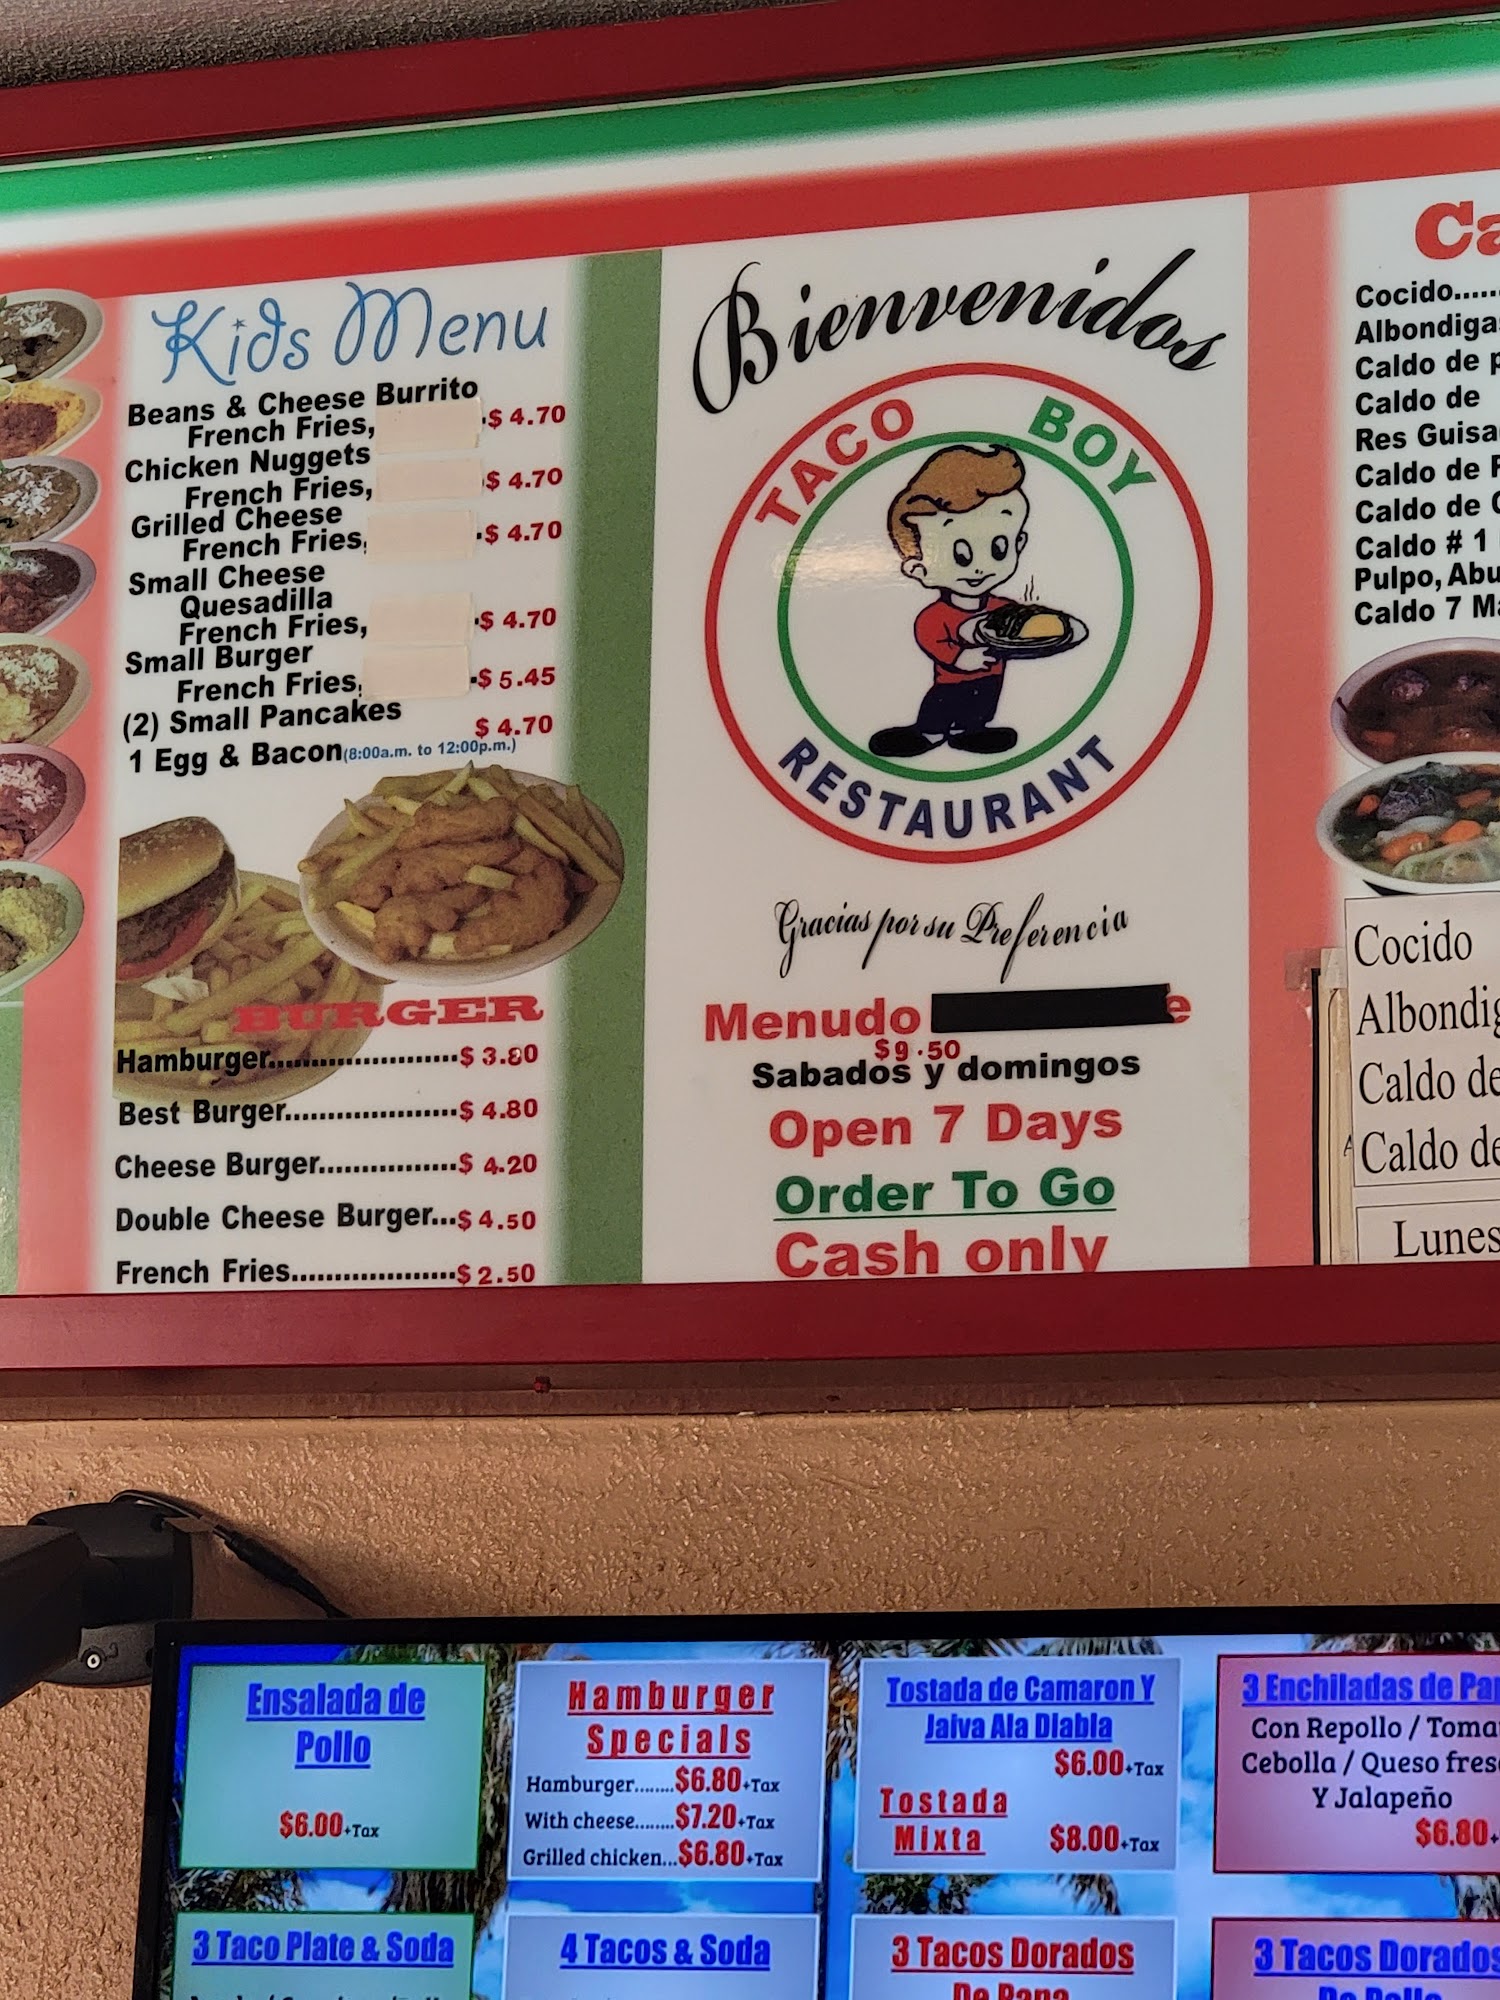 Kids Menu
Beans & Cheese Burrito
French Fries, $ 4.70
Chicken Nuggets
French Fries, $ 4.70
Grilled Cheese
French Fries, $ 4.70
Small Cheese
Quesadilla
French Fries, $ 4.70
Small Burger
French Fries, $ 5.45
(2) Small Pancakes $ 4.70
1 Egg & Bacon (8:00a.m. to 12:00p.m.)
BURGER
Hamburger......................$ 3.80
Best Burger....................$ 4.80
Cheese Burger................$ 4.20
Double Cheese Burger...$ 4.50
French Fries...................$ 2.50
Bienvenidos
TACO BOY
RESTAURANT
Gracias por su Preferencia
Menudo e
$9.50
Sabados y domingos
Open 7 Days
Order To Go
Cash only
Ca
Cocido.....
Albondiga
Caldo de p
Caldo de
Res Guisa
Caldo de
Caldo de
Caldo # 1
Pulpo, Abu
Caldo 7 Ma
Cocido
Albondig
Caldo de
Caldo de
Lunes
Ensalada de
Pollo
$6.00+Tax
Hamburger
Specials
Hamburger........$6.80+Tax
With cheese........$7.20+Tax
Grilled chicken...$6.80+Tax
Tostada de Camaron Y
Jaiva Ala Diabla
$6.00+Tax
Tostada
Mixta $8.00+Tax
3 Enchiladas de Pa
Con Repollo / Toma
Cebolla / Queso fres
Y Jalapeño
$6.80+
3 Taco Plate & Soda
4 Tacos & Soda
3 Tacos Dorados
De Papa
3 Tacos Dorados
De Pollo